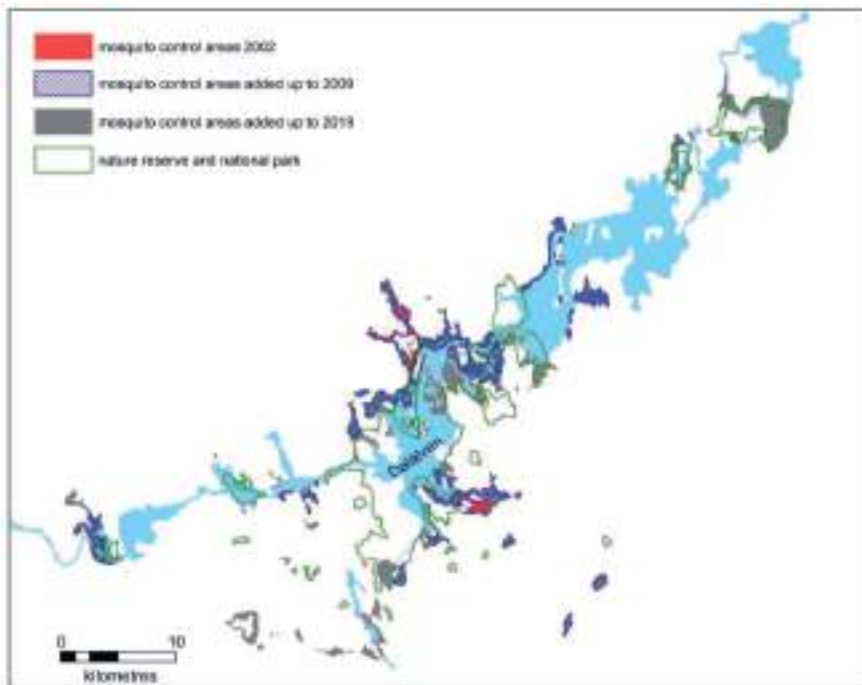 mosquito control areas 2002
mosquito control areas added up to 2009
mosquito control areas added up to 2019
nature reserve and national park
Dalälven
0 10
kilometres